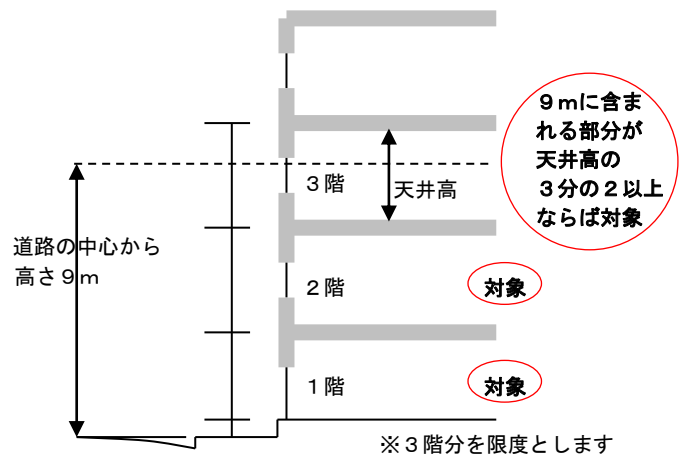 ９ｍに含ま
れる部分が
天井高の
３分の２以上
ならば対象
３階
天井高
道路の中心から
高さ９ｍ
２階
対象
１階
対象
※３階分を限度とします